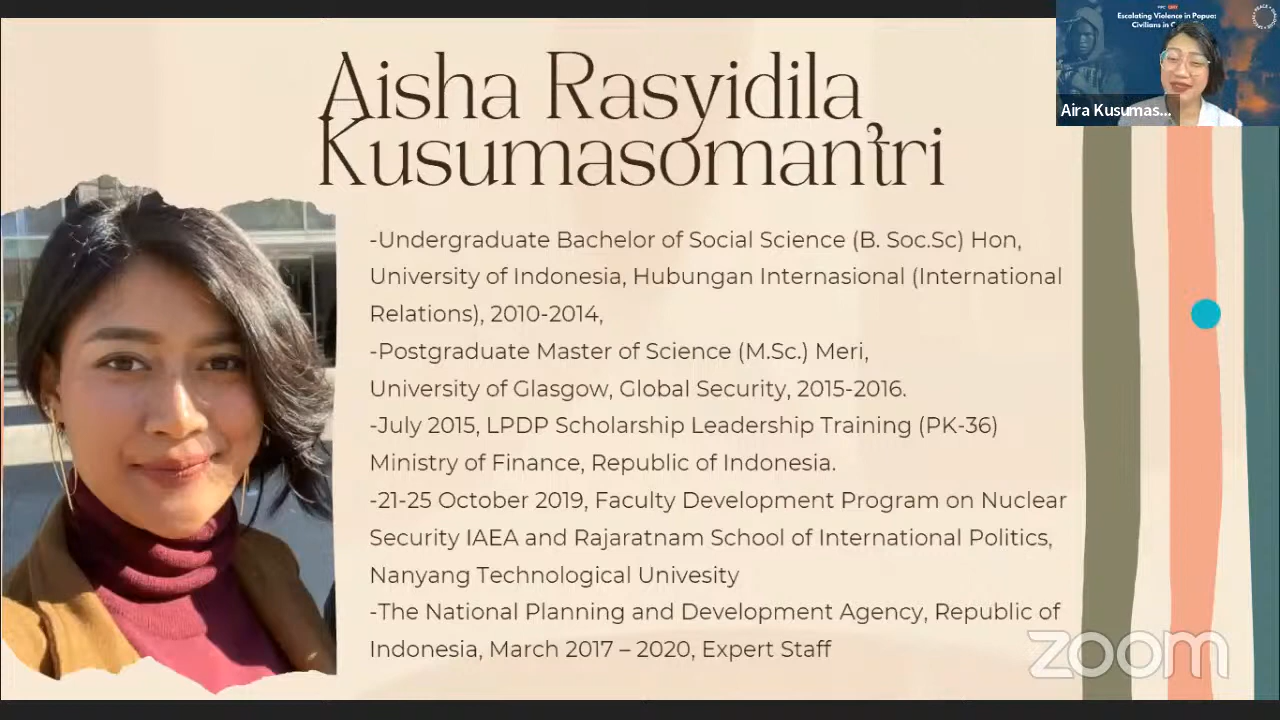 Aisha Rasyidila
Kusumasomantri
-Undergraduate Bachelor of Social Science (B. Soc.Sc) Hon,
University of Indonesia, Hubungan Internasional (International
Relations), 2010-2014,
-Postgraduate Master of Science (M.Sc.) Meri,
University of Glasgow, Global Security, 2015-2016.
-July 2015, LPDP Scholarship Leadership Training (PK-36)
Ministry of Finance, Republic of Indonesia.
-21-25 October 2019, Faculty Development Program on Nuclear
Security IAEA and Rajaratnam School of International Politics,
Nanyang Technological Univesity
-The National Planning and Development Agency, Republic of
Indonesia, March 2017 – 2020, Expert Staff
Escalating Violence in Papua:
Civilians in
Aira Kusumas...
zoom